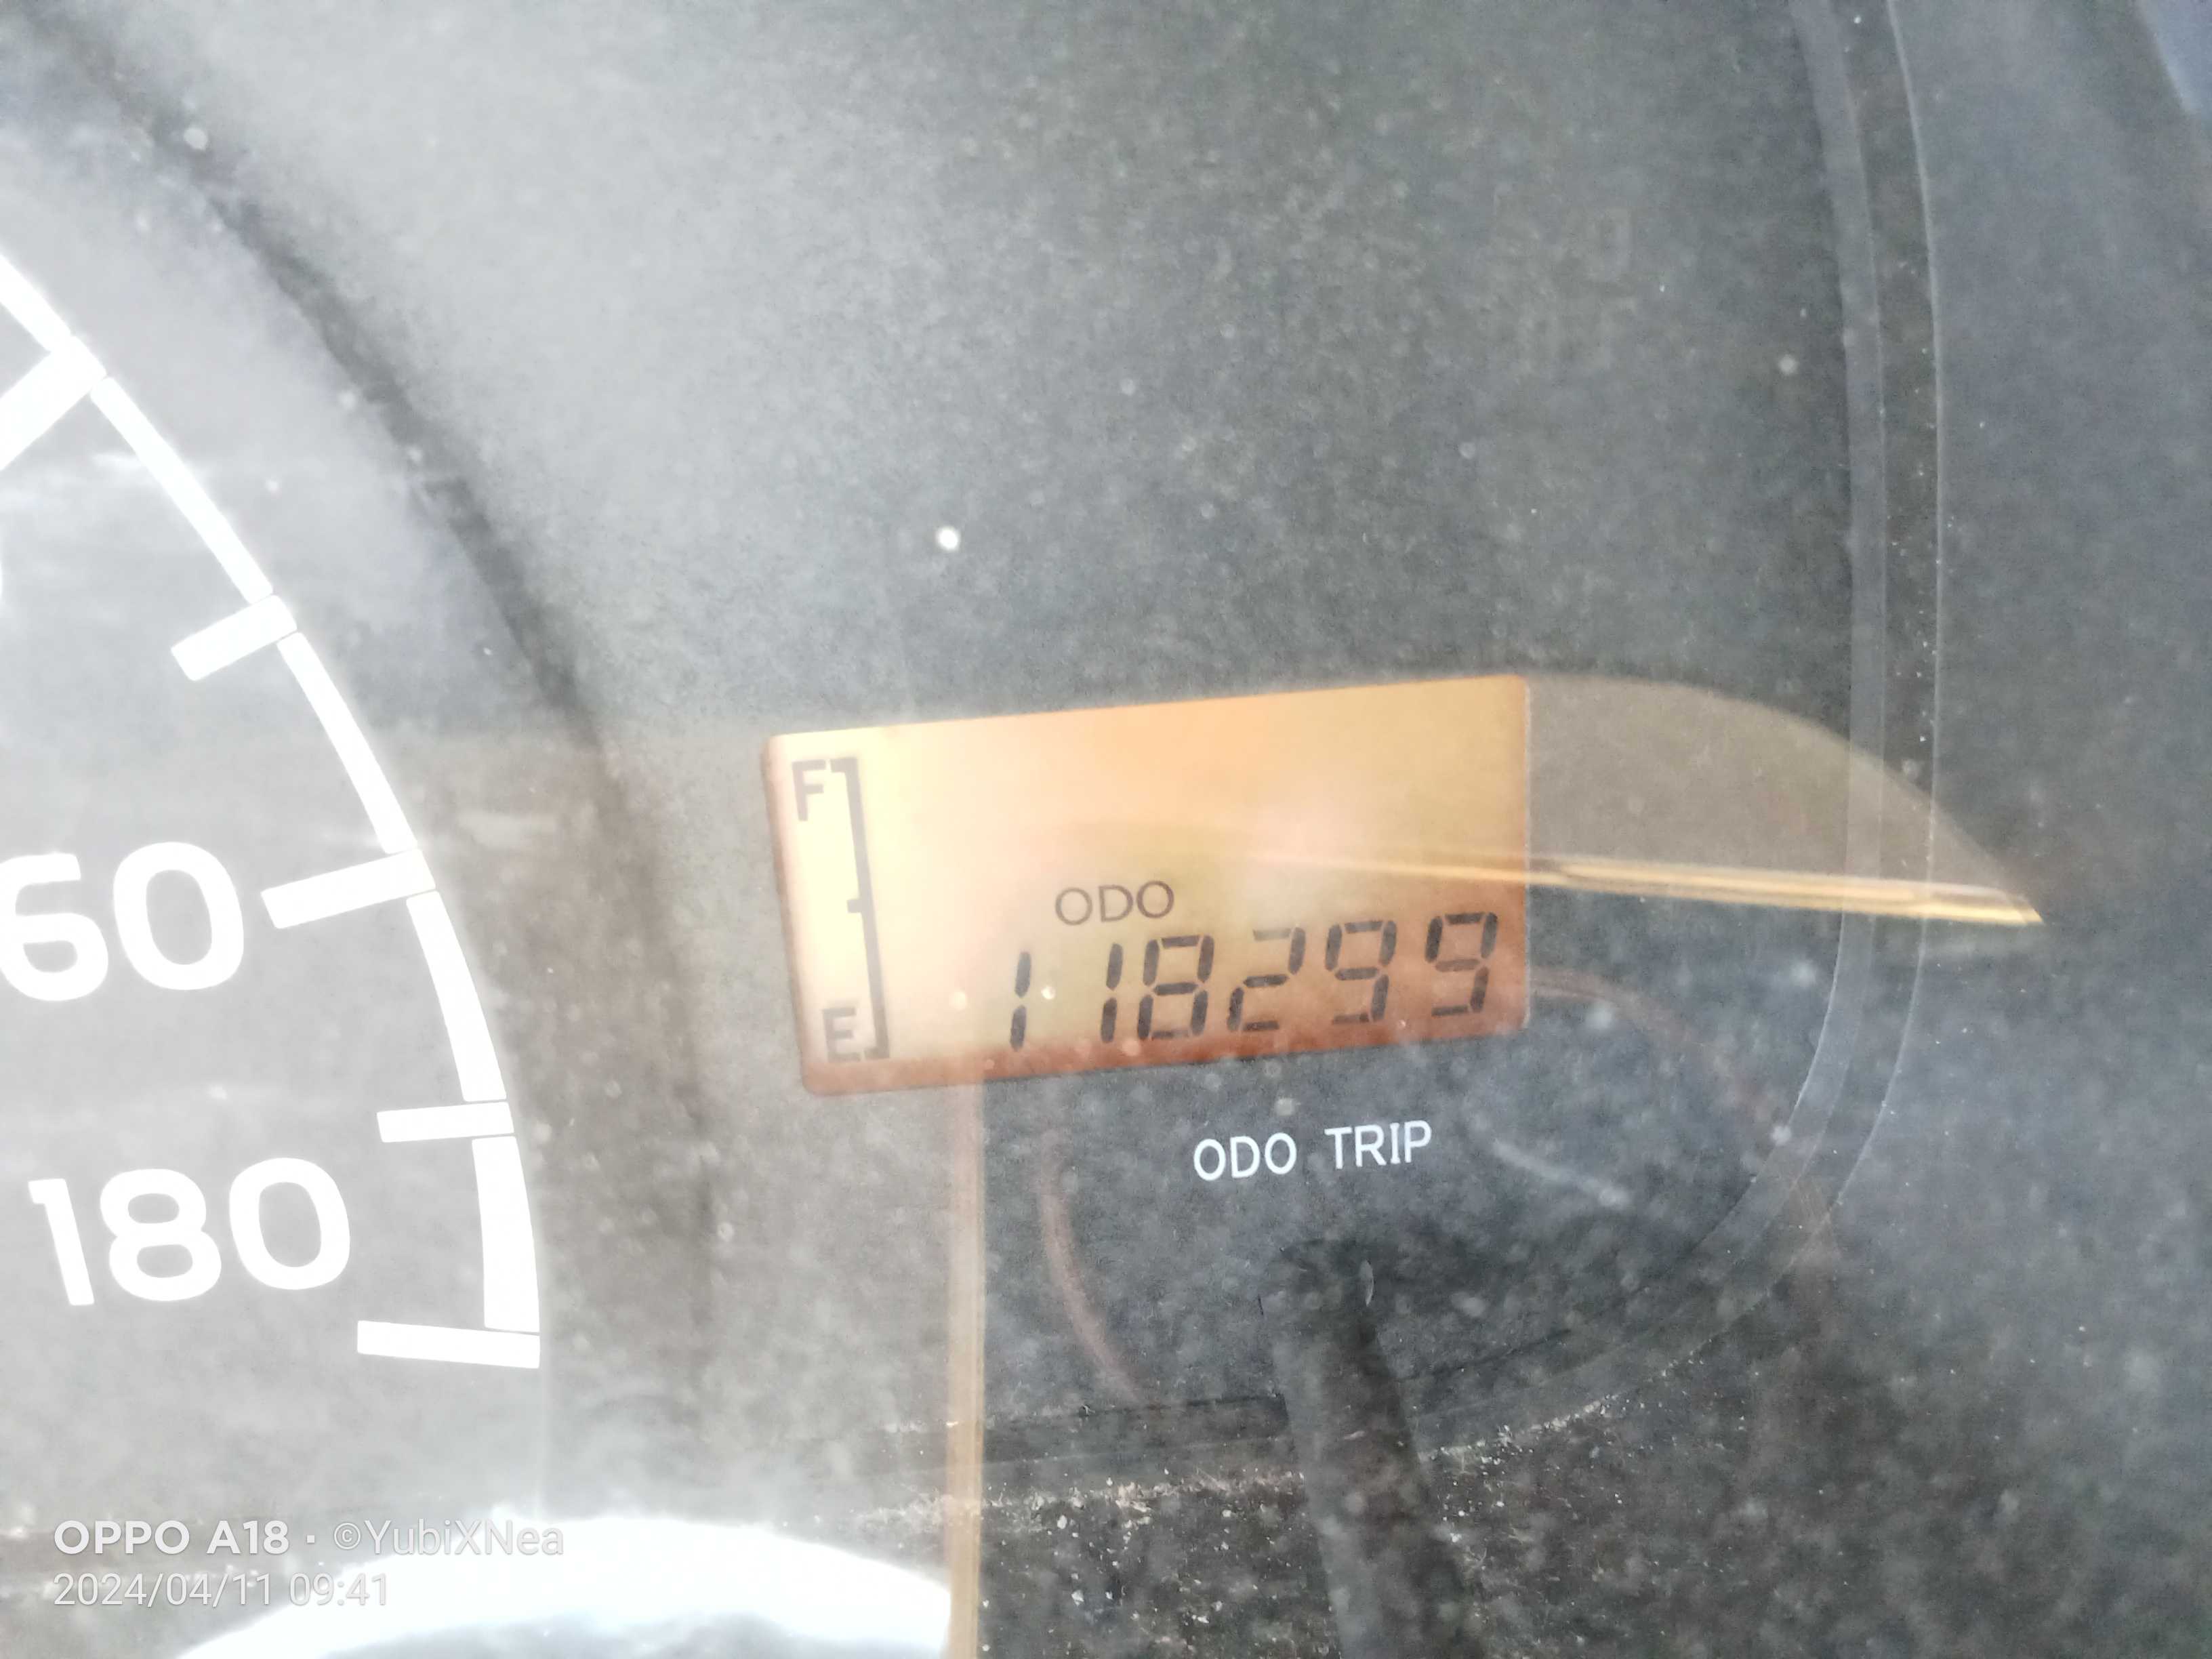 F
ODO
118299
E
ODO TRIP
60
180
OPPO A18 · ©YubiXNea
2024/04/11 09:41